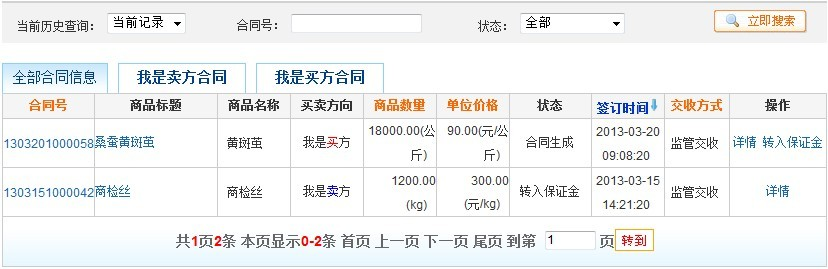 当前历史查询: 当前记录 合同号: 状态: 全部 立即搜索
全部合同信息 我是卖方合同 我是买方合同
合同号 商品标题 商品名称 买卖方向 商品数量 单位价格 状态 签订时间 交收方式 操作
1303201000058 桑蚕黄斑茧 黄斑茧 我是买方 18000.00(公斤) 90.00(元/公斤) 合同生成 2013-03-20 09:08:20 监管交收 详情 转入保证金
1303151000042 商检丝 商检丝 我是卖方 1200.00(kg) 300.00(元/kg) 转入保证金 2013-03-15 14:21:20 监管交收 详情
共1页2条 本页显示0-2条 首页 上一页 下一页 尾页 到第 1 页 转到